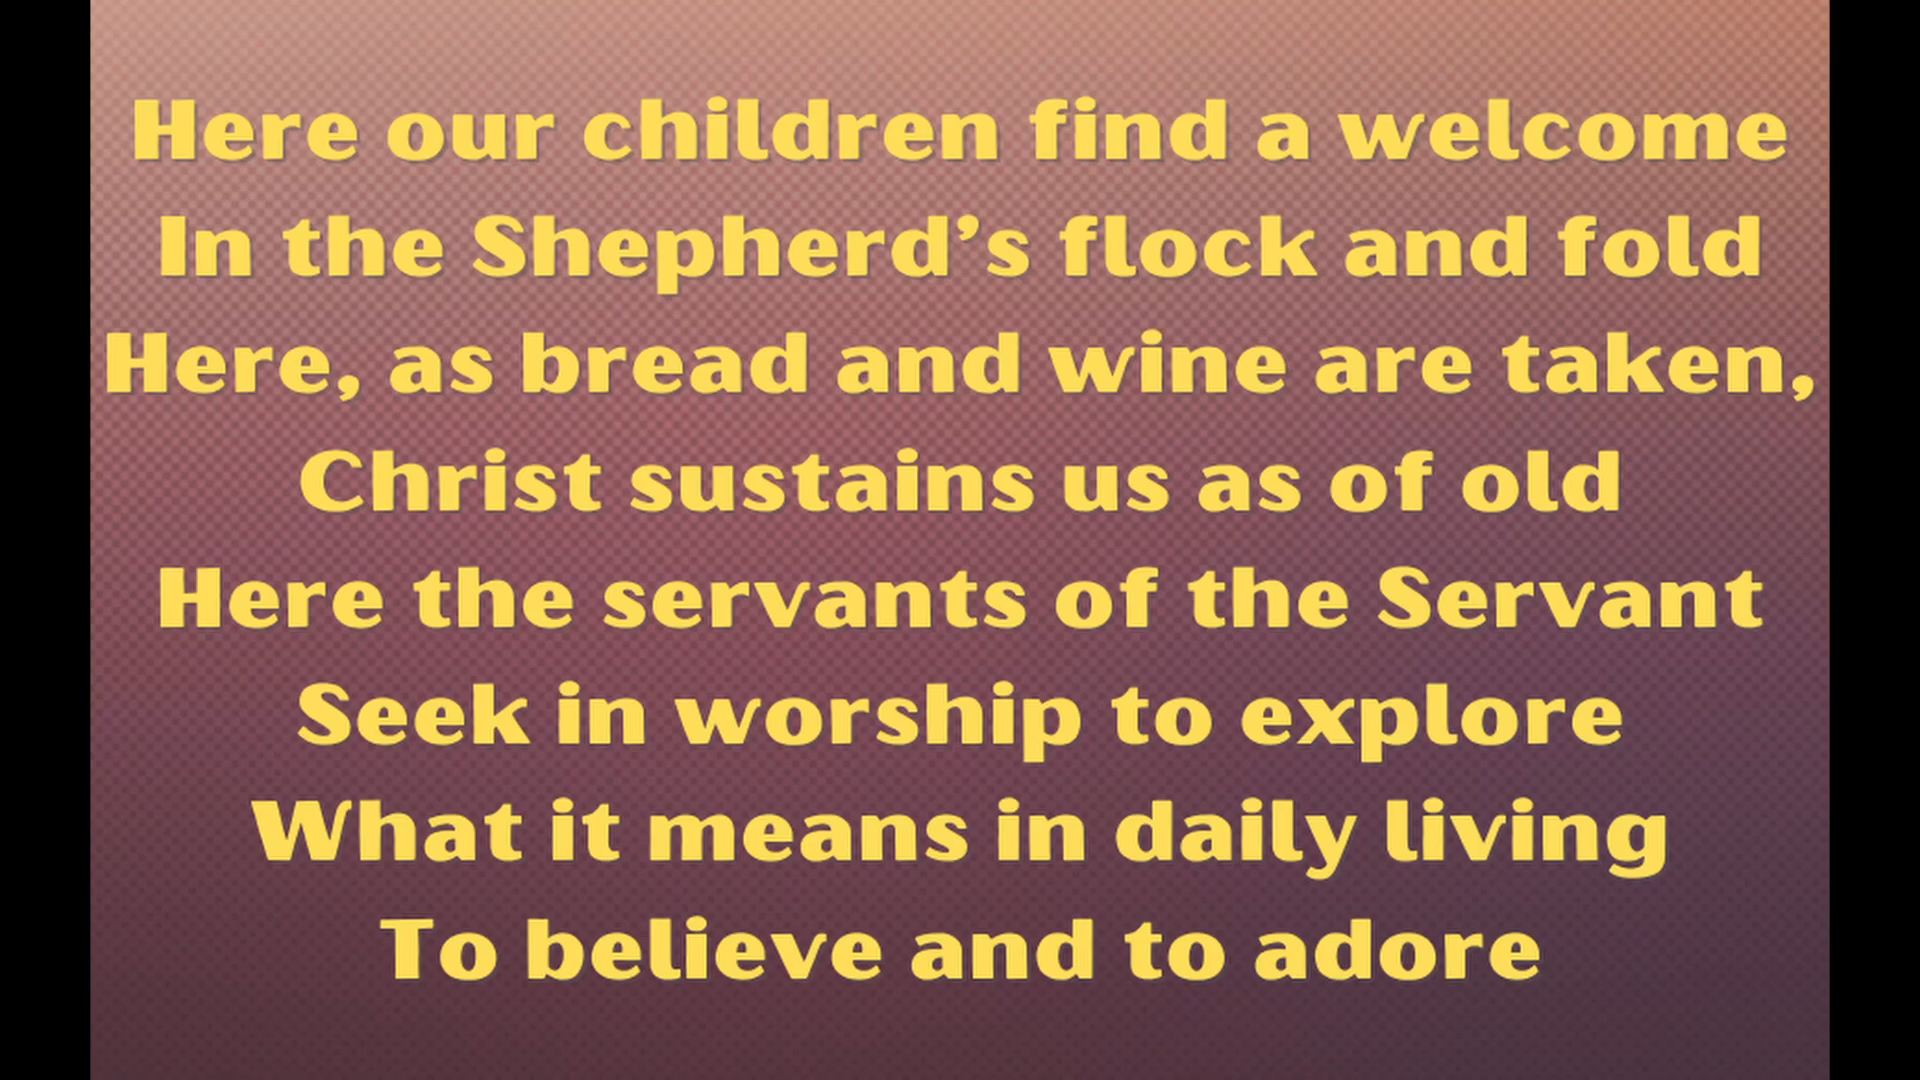 Here our children find a welcome
In the Shepherd’s flock and fold
Here, as bread and wine are taken,
Christ sustains us as of old
Here the servants of the Servant
Seek in worship to explore
What it means in daily living
To believe and to adore